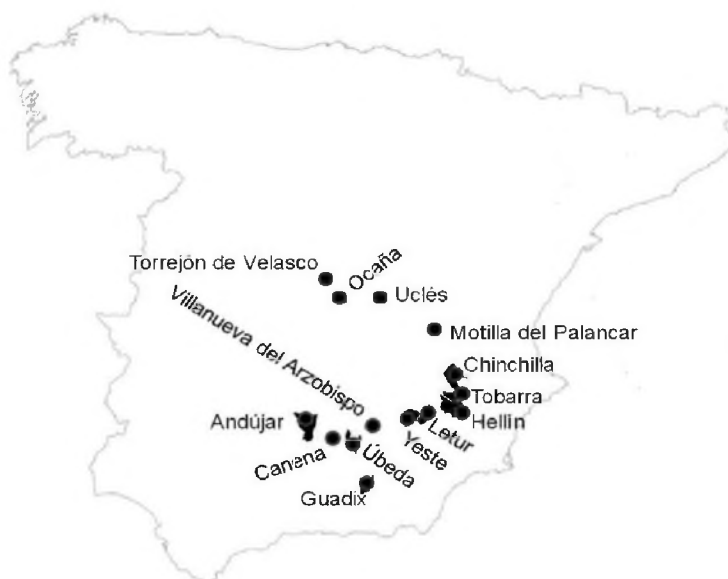 Torrejón de Velasco
Ocaña
Uclés
Motilla del Palancar
Villanueva del Arzobispo
Chinchilla
Tobarra
Hellin
Letur
Yeste
Andújar
Canena
Úbeda
Guadix